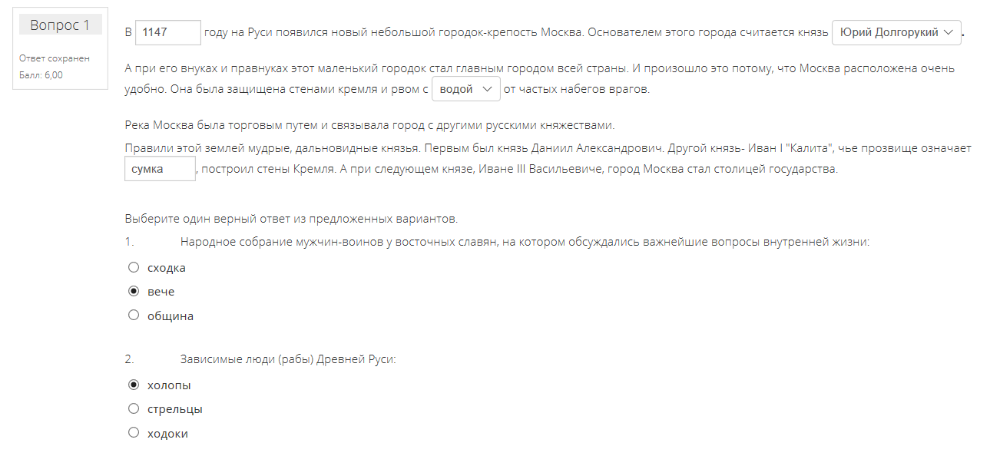 Вопрос 1
Ответ сохранен
Балл: 6,00
В 1147 году на Руси появился новый небольшой городок-крепость Москва. Основателем этого города считается князь Юрий Долгорукий .
А при его внуках и правнуках этот маленький городок стал главным городом всей страны. И произошло это потому, что Москва расположена очень
удобно. Она была защищена стенами кремля и рвом с водой от частых набегов врагов.
Река Москва была торговым путем и связывала город с другими русскими княжествами.
Правили этой землей мудрые, дальновидные князья. Первым был князь Даниил Александрович. Другой князь- Иван I "Калита", чье прозвище означает
сумка , построил стены Кремля. А при следующем князе, Иване III Васильевиче, город Москва стал столицей государства.
Выберите один верный ответ из предложенных вариантов.
1. Народное собрание мужчин-воинов у восточных славян, на котором обсуждались важнейшие вопросы внутренней жизни:
сходка
вече
община
2. Зависимые люди (рабы) Древней Руси:
холопы
стрельцы
ходоки